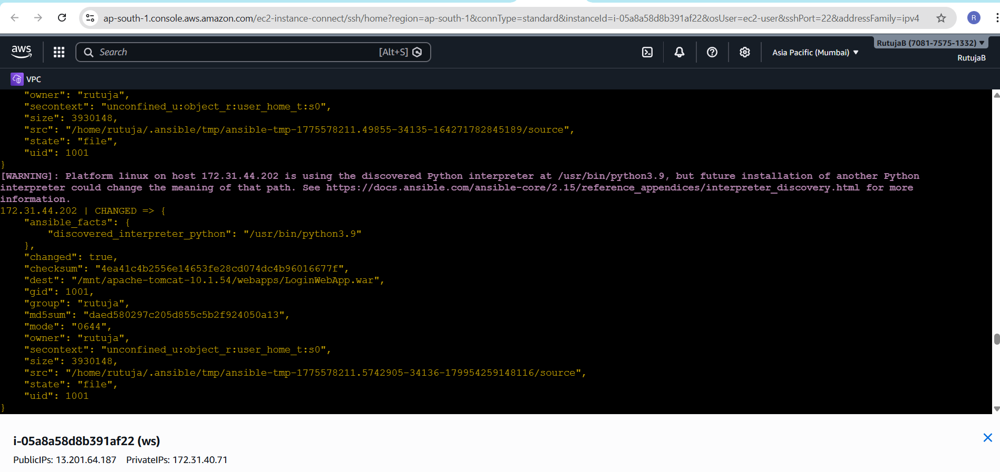 ap-south-1.console.aws.amazon.com/ec2-instance-connect/ssh/home?region=ap-south-1&connType=standard&instanceId=i-05a8a58d8b391af22&osUser=ec2-user&sshPort=22&addressFamily=ipv4
R
aws
Search
[Alt+S]
Asia Pacific (Mumbai)
RutujaB (7081-7575-1332)
RutujaB
VPC
"owner": "rutuja",
"secontext": "unconfined_u:object_r:user_home_t:s0",
"size": 3930148,
"src": "/home/rutuja/.ansible/tmp/ansible-tmp-1775578211.49855-34135-164271782845189/source",
"state": "file",
"uid": 1001
}
[WARNING]: Platform linux on host 172.31.44.202 is using the discovered Python interpreter at /usr/bin/python3.9, but future installation of another Python
interpreter could change the meaning of that path. See https://docs.ansible.com/ansible-core/2.15/reference_appendices/interpreter_discovery.html for more
information.
172.31.44.202 | CHANGED => {
"ansible_facts": {
"discovered_interpreter_python": "/usr/bin/python3.9"
},
"changed": true,
"checksum": "4ea41c4b2556e14653fe28cd074dc4b96016677f",
"dest": "/mnt/apache-tomcat-10.1.54/webapps/LoginWebApp.war",
"gid": 1001,
"group": "rutuja",
"md5sum": "daed580297c205d855c5b2f924050a13",
"mode": "0644",
"owner": "rutuja",
"secontext": "unconfined_u:object_r:user_home_t:s0",
"size": 3930148,
"src": "/home/rutuja/.ansible/tmp/ansible-tmp-1775578211.5742905-34136-179954259148116/source",
"state": "file",
"uid": 1001
}
i-05a8a58d8b391af22 (ws)
PublicIPs: 13.201.64.187 PrivateIPs: 172.31.40.71